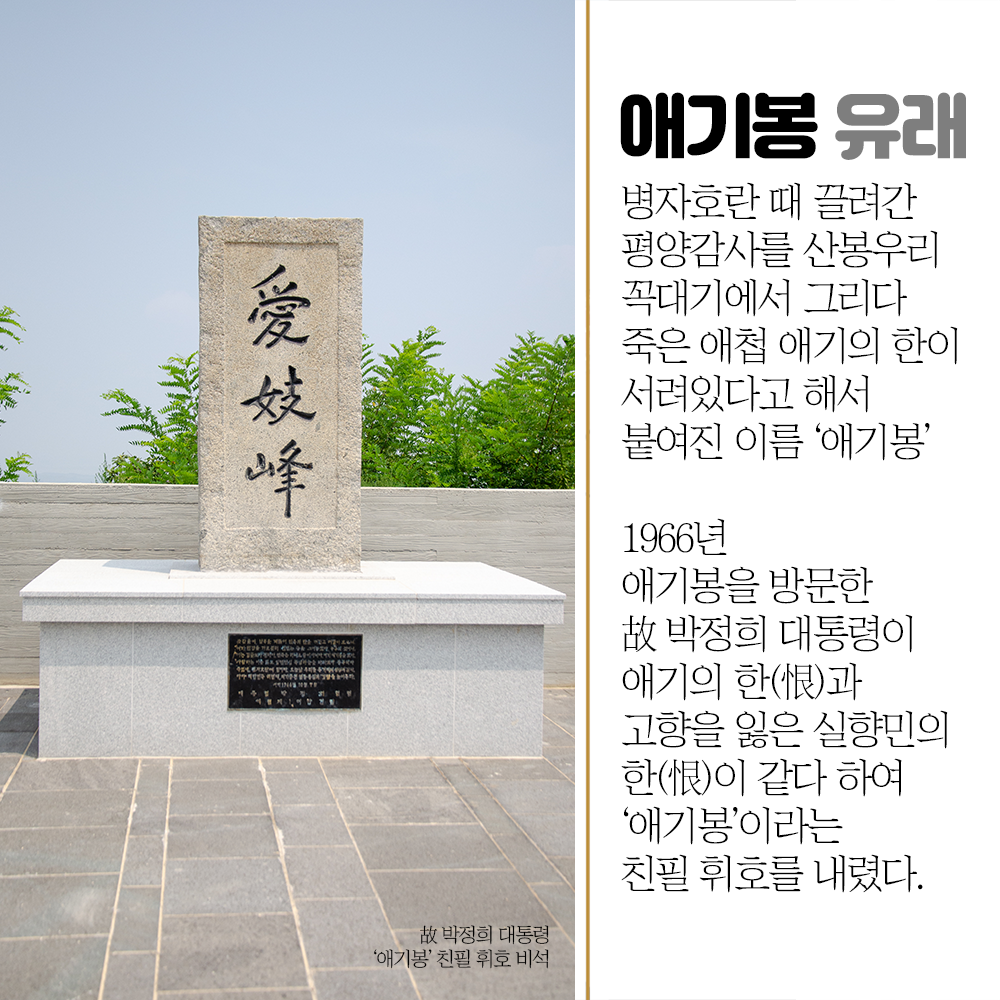 애기봉 유래
병자호란 때 끌려간
평양감사를 산봉우리
꼭대기에서 그리다
죽은 애첩 애기의 한이
서려있다고 해서
붙여진 이름 ‘애기봉’
1966년
애기봉을 방문한
故 박정희 대통령이
애기의 한(恨)과
고향을 잃은 실향민의
한(恨)이 같다 하여
‘애기봉’이라는
친필 휘호를 내렸다.
愛
妓
峰
故 박정희 대통령
‘애기봉’ 친필 휘호 비석